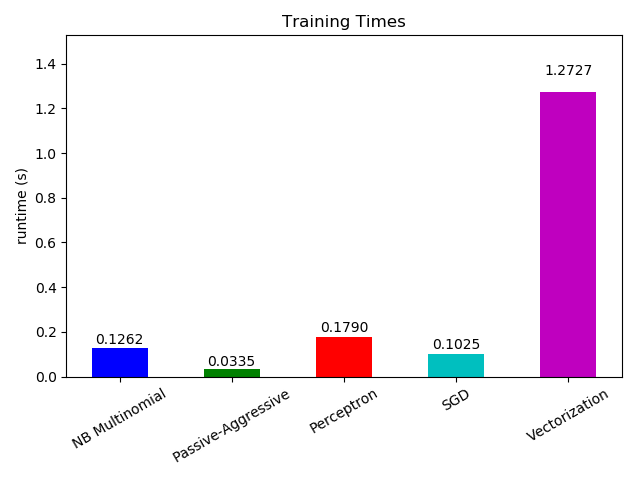 Training Times
runtime (s)
1.4
1.2
1.0
0.8
0.6
0.4
0.2
0.0
0.1262
0.0335
0.1790
0.1025
1.2727
NB Multinomial
Passive-Aggressive
Perceptron
SGD
Vectorization